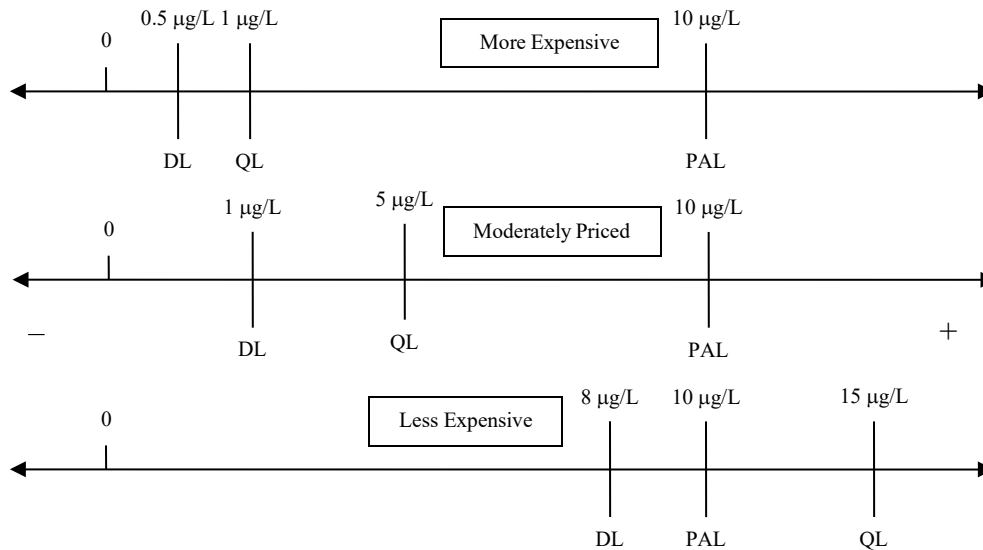 0.5 μg/L 1 μg/L 10 μg/L
0 More Expensive
DL QL PAL
1 μg/L 5 μg/L 10 μg/L
0 Moderately Priced
– +
DL QL PAL
8 μg/L 10 μg/L 15 μg/L
0 Less Expensive
DL PAL QL